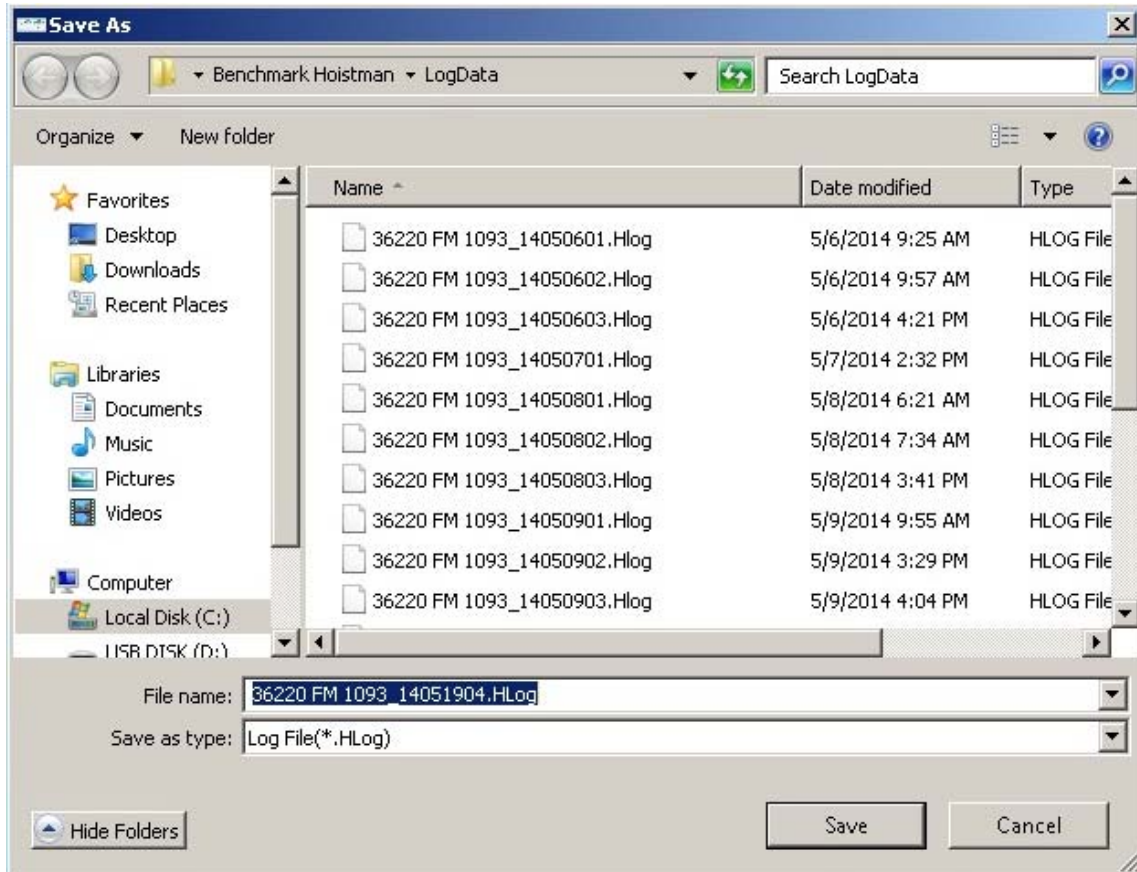 Save As
Benchmark Hoistman LogData
Search LogData
Organize New folder
Name Date modified Type
Favorites
Desktop
Downloads
Recent Places
Libraries
Documents
Music
Pictures
Videos
Computer
Local Disk (C:)
USB DISK (D:)
36220 FM 1093_14050601.Hlog 5/6/2014 9:25 AM HLOG File
36220 FM 1093_14050602.Hlog 5/6/2014 9:57 AM HLOG File
36220 FM 1093_14050603.Hlog 5/6/2014 4:21 PM HLOG File
36220 FM 1093_14050701.Hlog 5/7/2014 2:32 PM HLOG File
36220 FM 1093_14050801.Hlog 5/8/2014 6:21 AM HLOG File
36220 FM 1093_14050802.Hlog 5/8/2014 7:34 AM HLOG File
36220 FM 1093_14050803.Hlog 5/8/2014 3:41 PM HLOG File
36220 FM 1093_14050901.Hlog 5/9/2014 9:55 AM HLOG File
36220 FM 1093_14050902.Hlog 5/9/2014 3:29 PM HLOG File
36220 FM 1093_14050903.Hlog 5/9/2014 4:04 PM HLOG File
File name: 36220 FM 1093_14051904.HLog
Save as type: Log File(*.HLog)
Hide Folders
Save Cancel